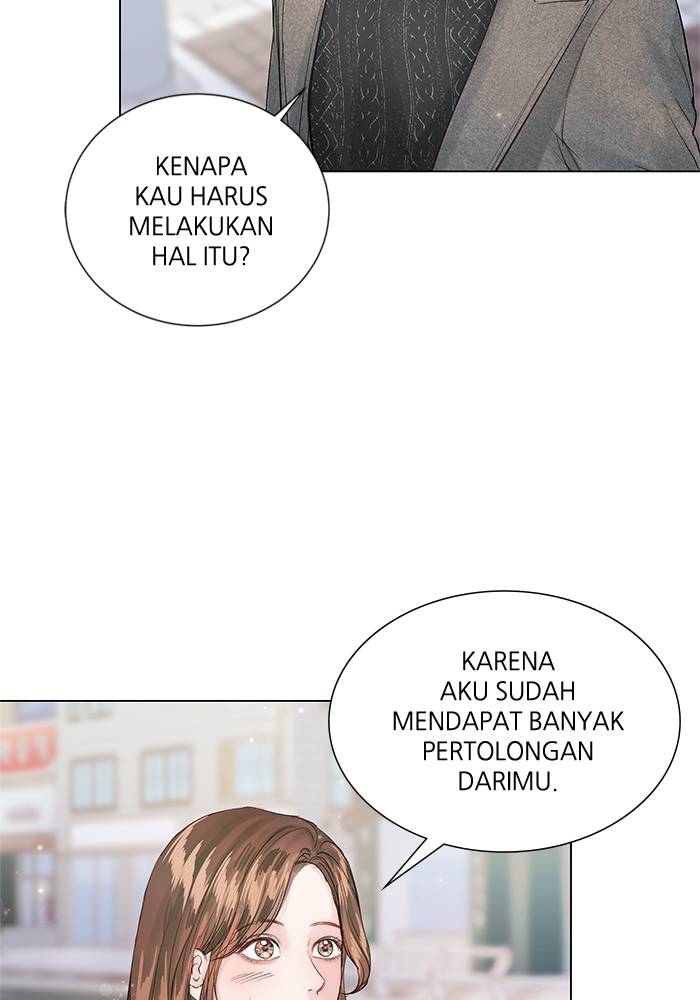 KENAPA
KAU HARUS
MELAKUKAN
HAL ITU?
KARENA
AKU SUDAH
MENDAPAT BANYAK
PERTOLONGAN
DARIMU.